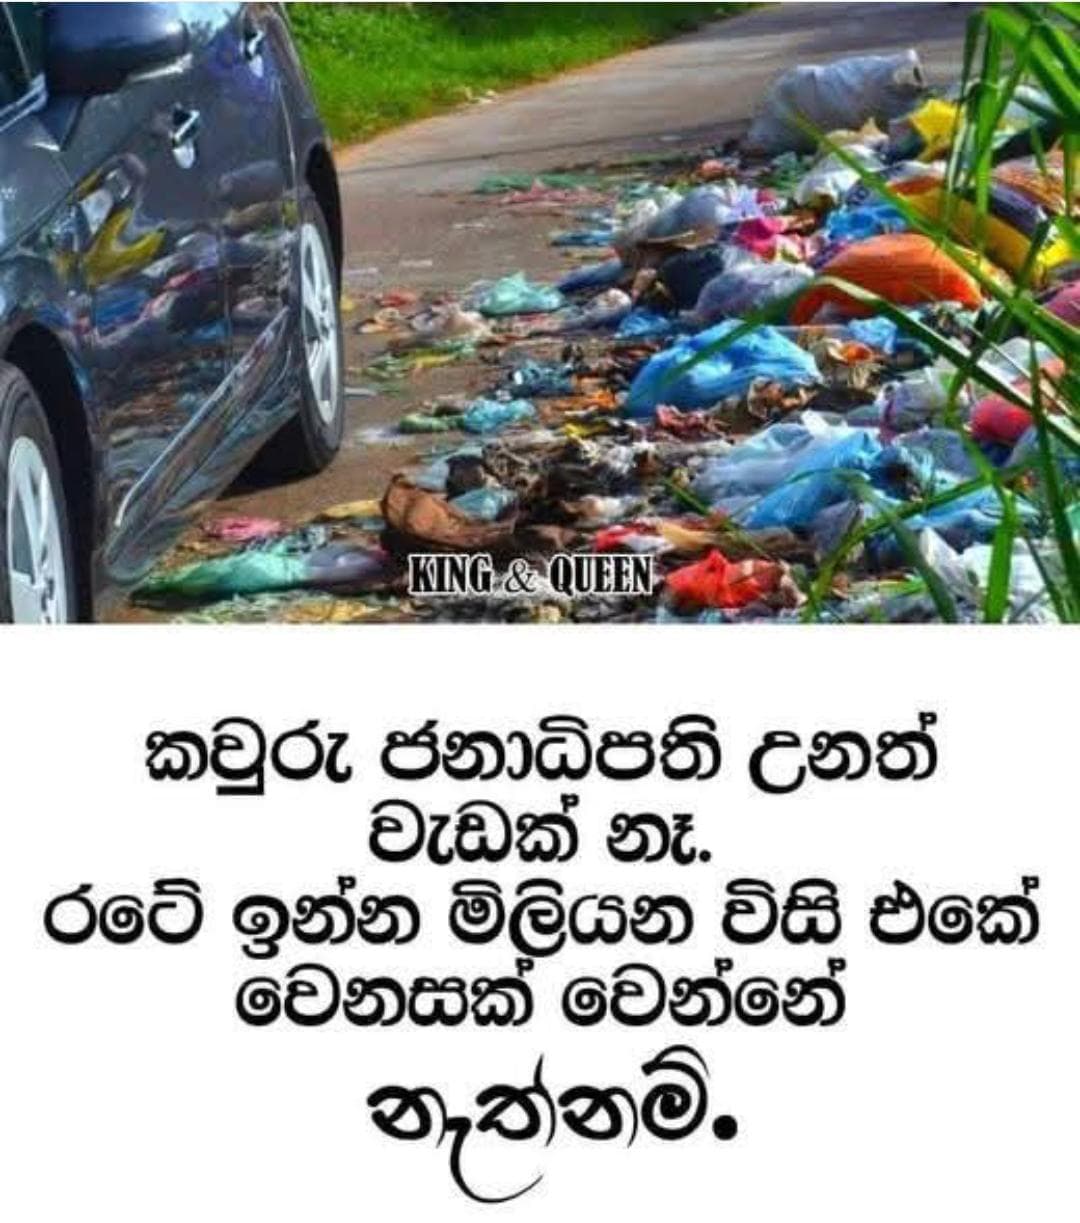 KING & QUEEN
කවුරු ජනාධිපති උනත්
වැඩක් නෑ.
රටේ ඉන්න මිලියන විසි එකේ
වෙනසක් වෙන්නේ
නැත්නම්.